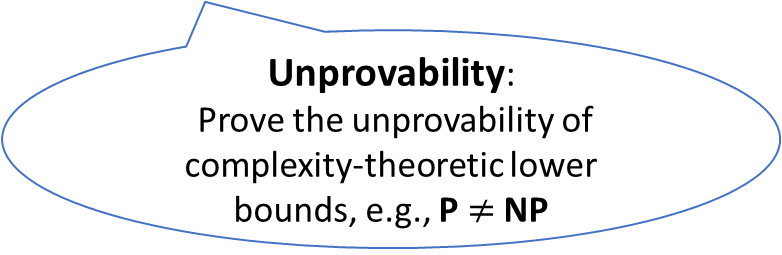 Unprovability:
Prove the unprovability of
complexity-theoretic lower
bounds, e.g., P ≠ NP